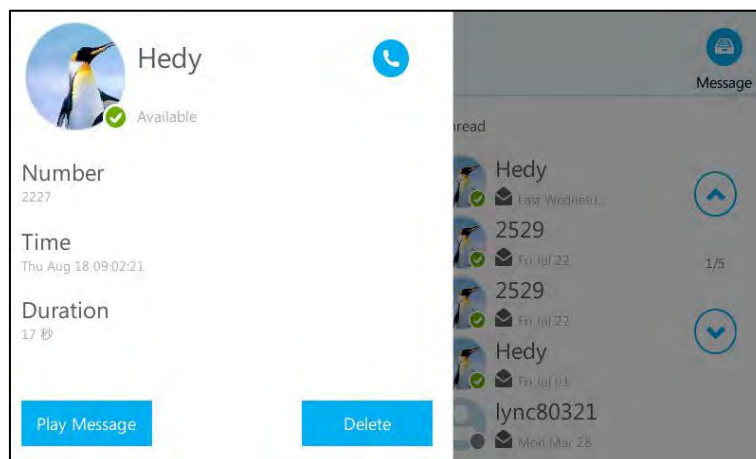 Hedy
Available
Number
2227
Time
Thu Aug 18 09:02:21
Duration
17 秒
Play Message
Delete
Message
nread
Hedy
Last Wednesd...
2529
Fri Jul 22
2529
Fri Jul 22
Hedy
Fri Jul 01
lync80321
Mon Mar 28
1/5